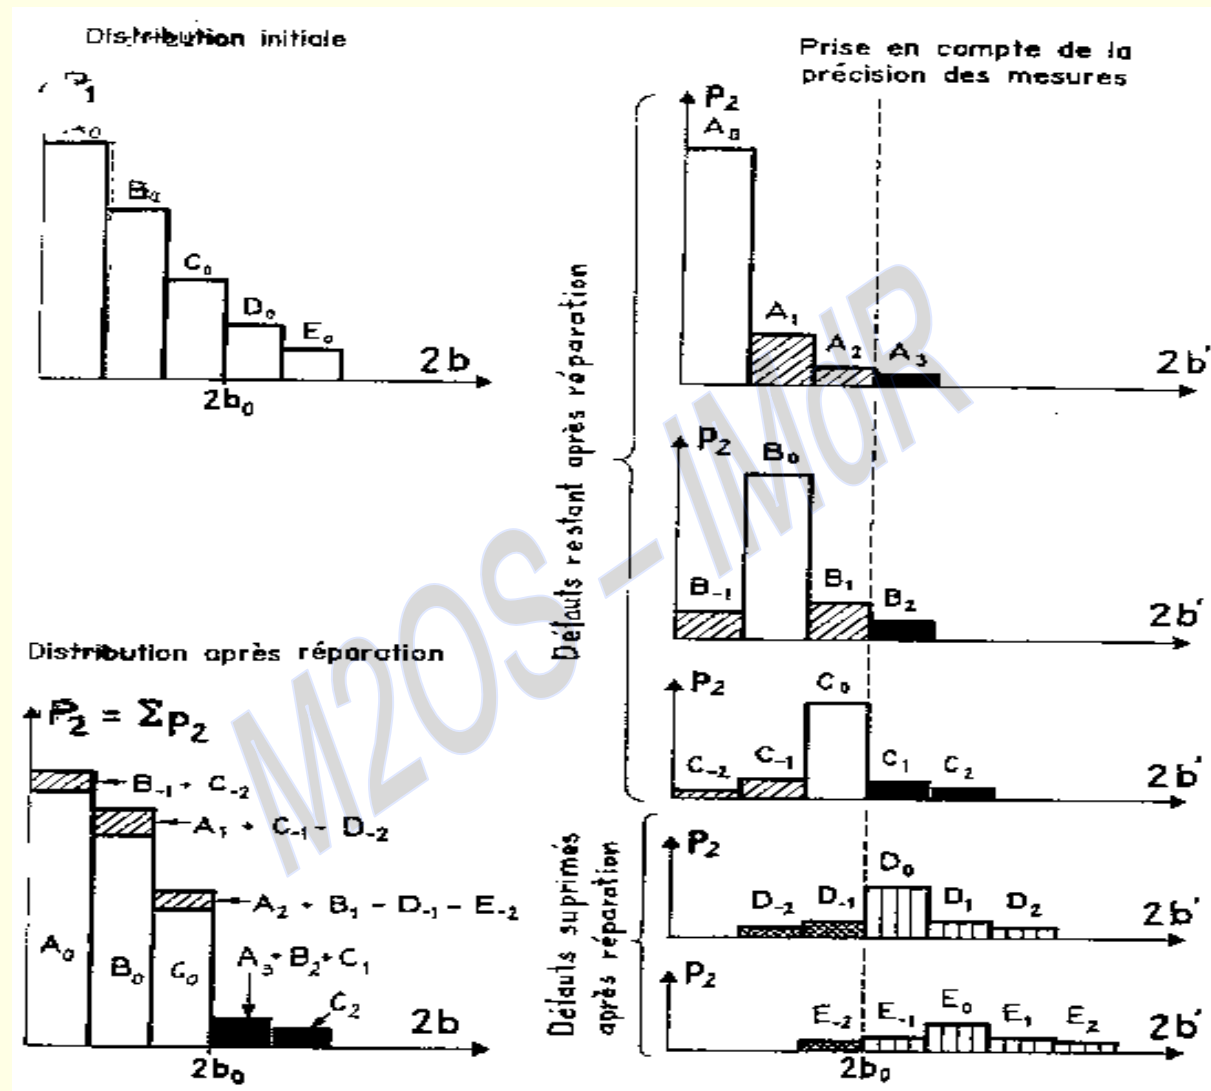 Distribution initiale
P₁
B₀
C₀
D₀
E₀
2b
2b₀
Prise en compte de la
précision des mesures
P₂
A₀
A₁
A₂
A₃
2b'
Défauts restant après réparation
P₂
B₀
B₋₁
B₁
B₂
2b'
P₂
C₀
C₋₂
C₋₁
C₁
C₂
2b'
Défauts suprimés
après réparation
P₂
D₀
D₋₂
D₋₁
D₁
D₂
2b'
P₂
E₀
E₋₂
E₋₁
E₁
E₂
2b'
2b₀
Distribution après réparation
P₂ = Σp₂
B₋₁ + C₋₂
A₁ + C₋₁ - D₋₂
A₂ + B₁ - D₋₁ - E₋₂
A₀
B₀
C₀
A₃+B₂+C₁
C₂
2b
2b₀
M2OS – IMdR